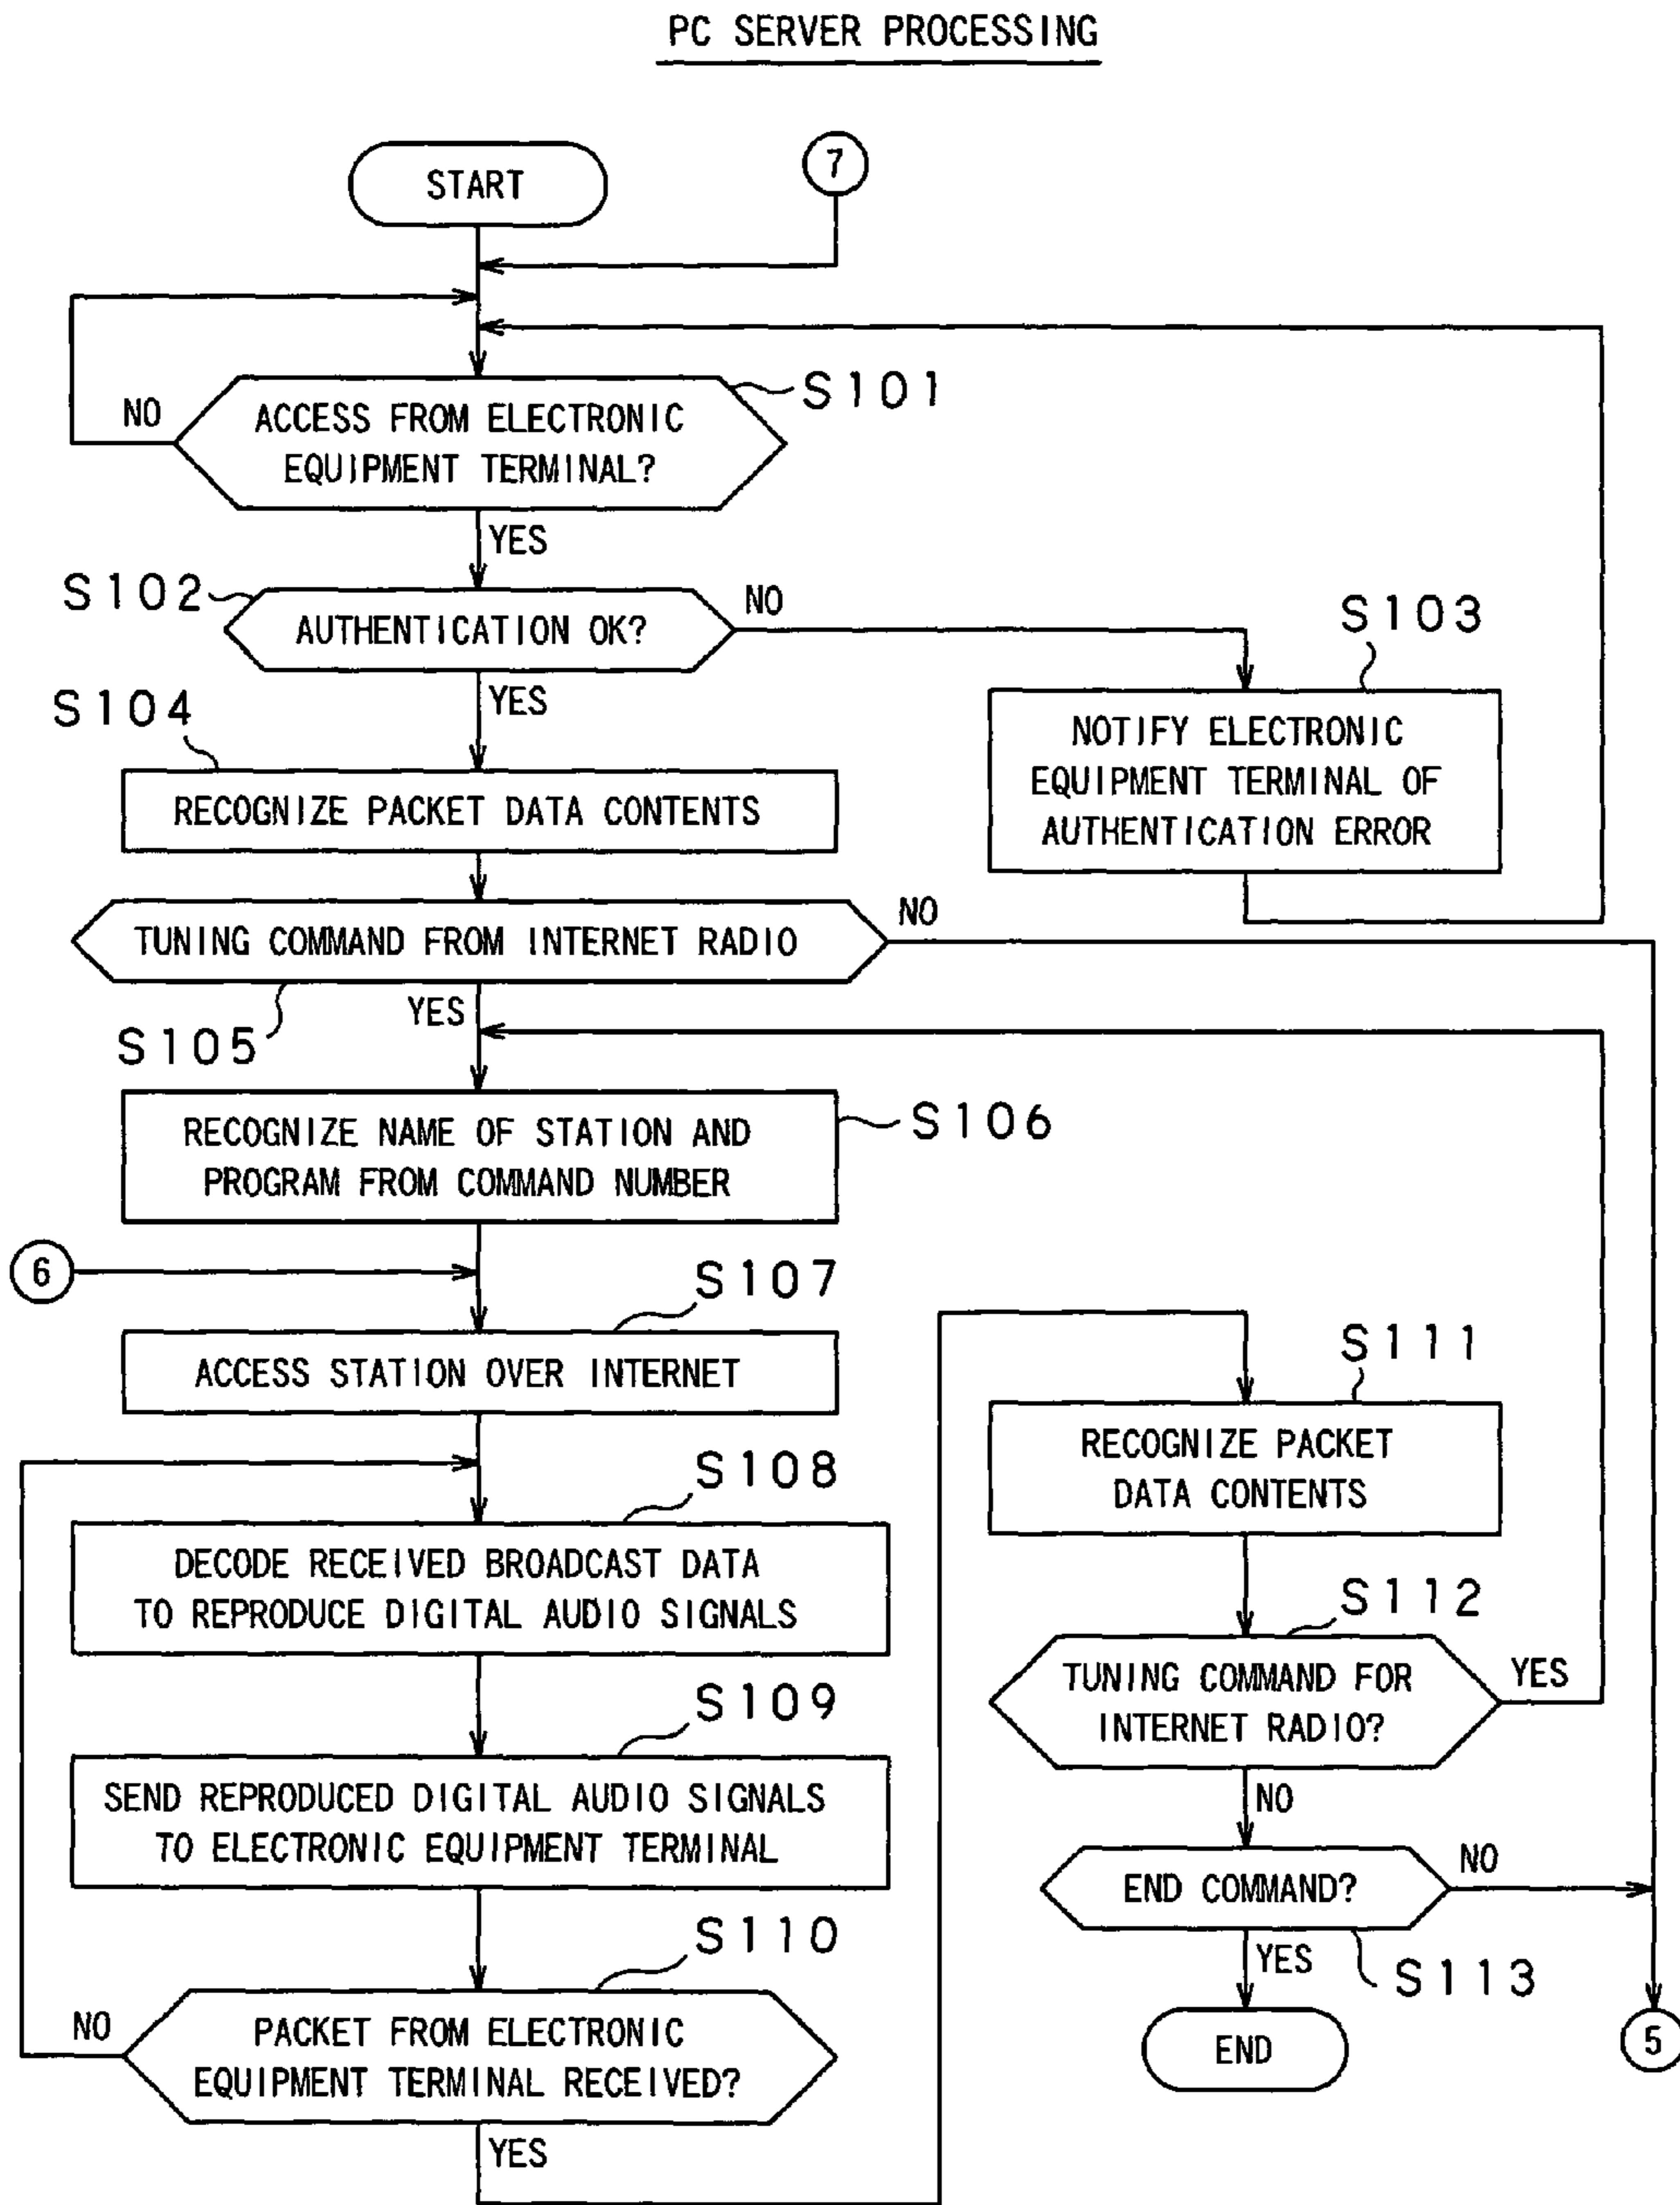 PC SERVER PROCESSING
START
7
S101
NO
ACCESS FROM ELECTRONIC
EQUIPMENT TERMINAL?
YES
S102
AUTHENTICATION OK?
NO
S103
NOTIFY ELECTRONIC
EQUIPMENT TERMINAL OF
AUTHENTICATION ERROR
YES
S104
RECOGNIZE PACKET DATA CONTENTS
TUNING COMMAND FROM INTERNET RADIO
NO
S105
YES
RECOGNIZE NAME OF STATION AND
PROGRAM FROM COMMAND NUMBER
S106
6
S107
ACCESS STATION OVER INTERNET
S108
DECODE RECEIVED BROADCAST DATA
TO REPRODUCE DIGITAL AUDIO SIGNALS
S109
SEND REPRODUCED DIGITAL AUDIO SIGNALS
TO ELECTRONIC EQUIPMENT TERMINAL
S110
NO
PACKET FROM ELECTRONIC
EQUIPMENT TERMINAL RECEIVED?
YES
S111
RECOGNIZE PACKET
DATA CONTENTS
S112
TUNING COMMAND FOR
INTERNET RADIO?
YES
NO
END COMMAND?
NO
S113
YES
END
5